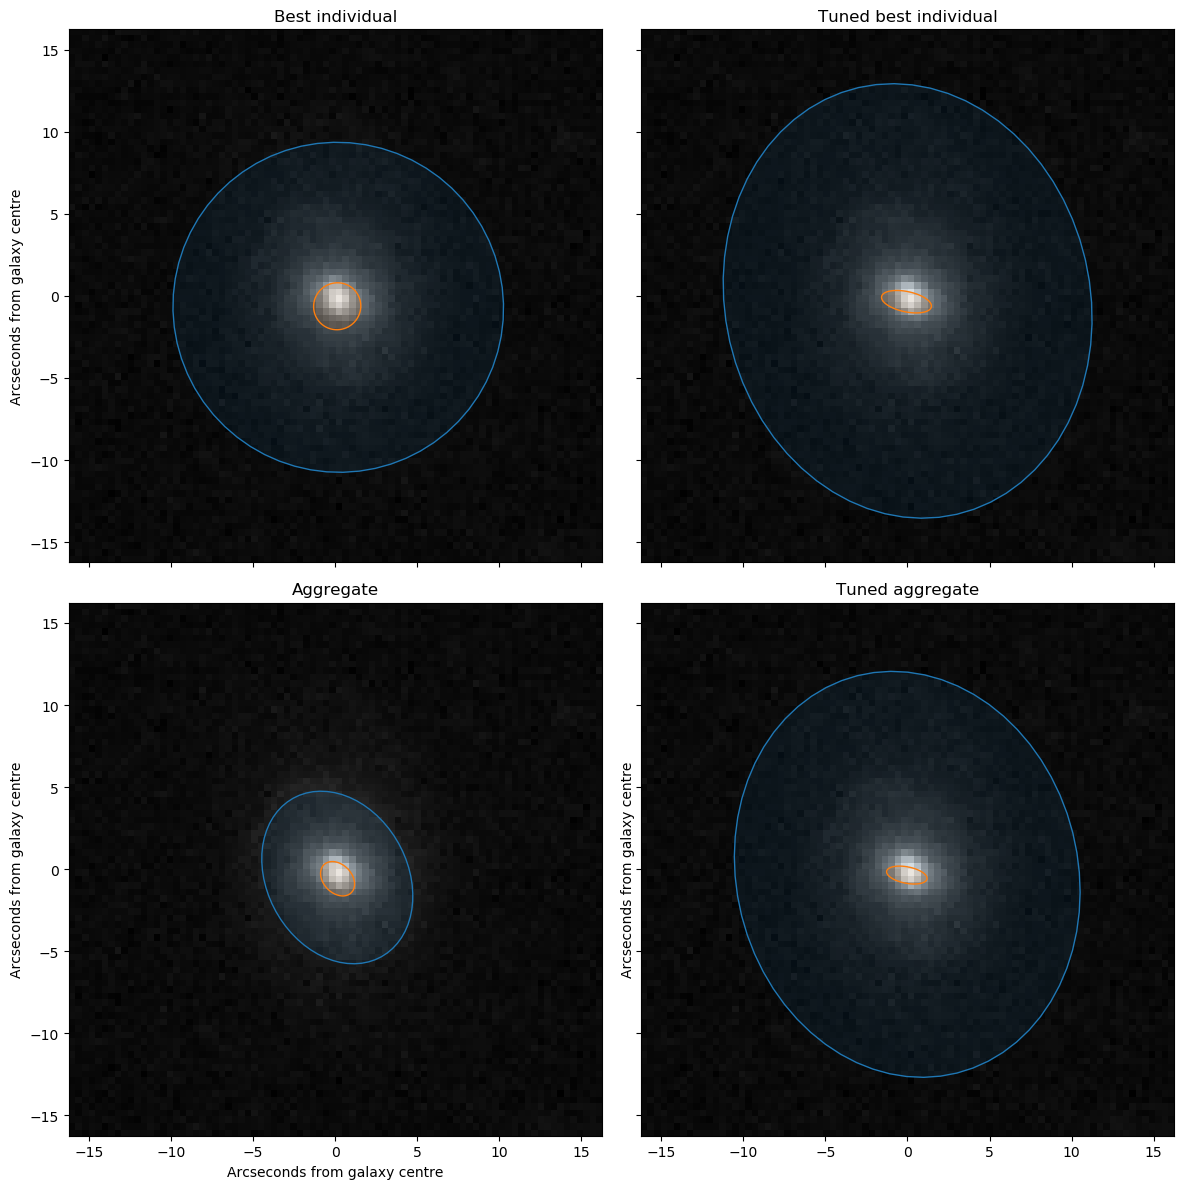 Best individual
Tuned best individual
15
10
5
0
−5
−10
−15
Arcseconds from galaxy centre
Aggregate
Tuned aggregate
15
10
5
0
−5
−10
−15
Arcseconds from galaxy centre
Arcseconds from galaxy centre
−15 −10 −5 0 5 10 15
−15 −10 −5 0 5 10 15
Arcseconds from galaxy centre